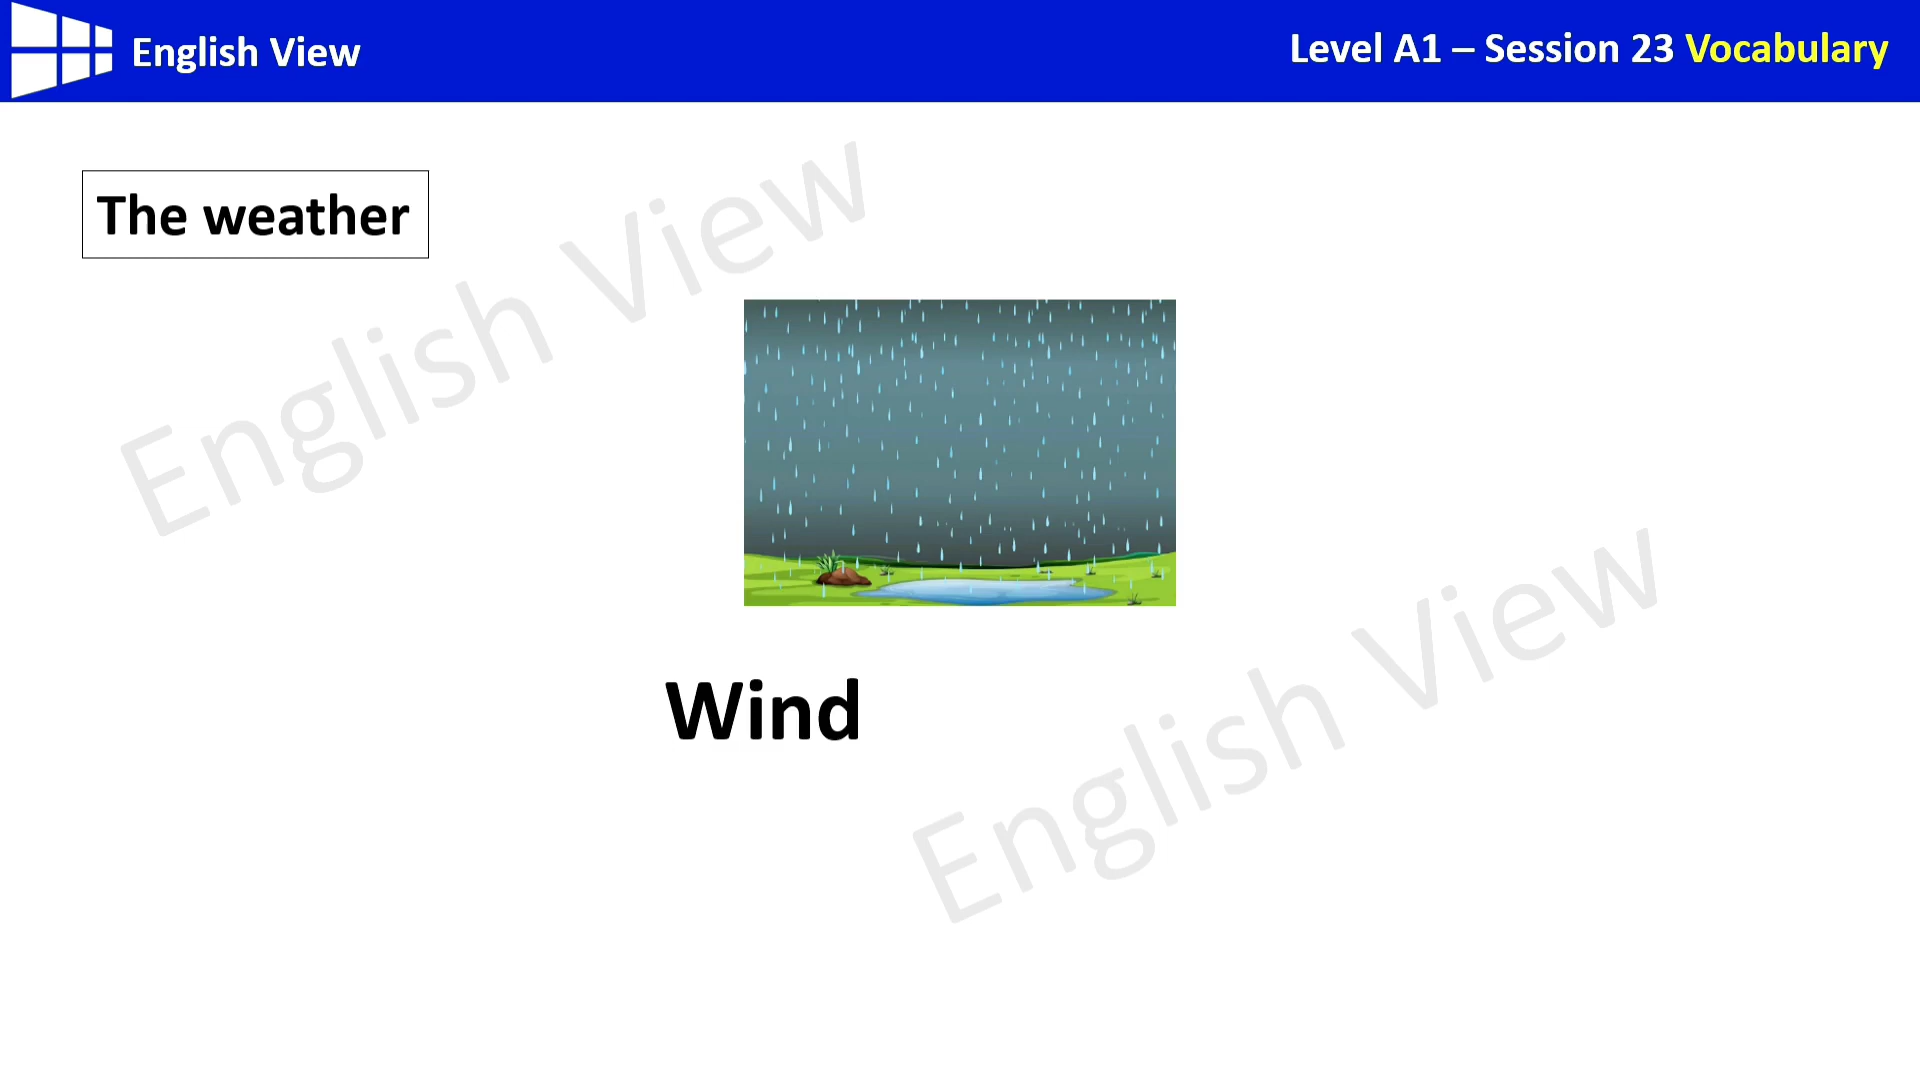 English View
Level A1 – Session 23 Vocabulary
The weather
English View
Wind
English View